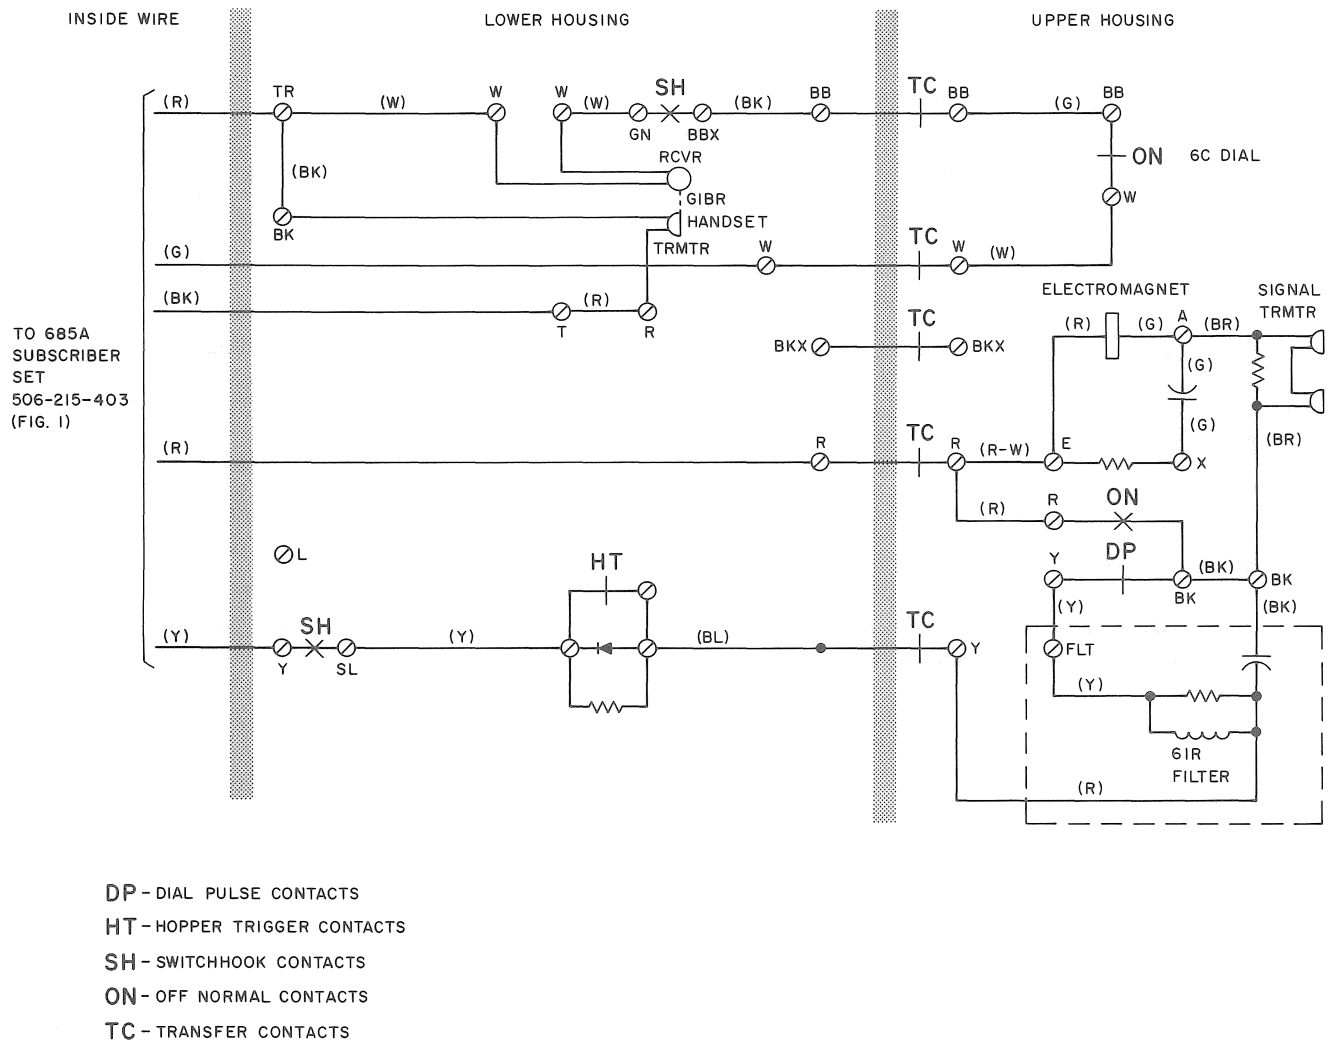 INSIDE WIRE
LOWER HOUSING
UPPER HOUSING
(R)
TR
(W)
W
W
(W)
SH
GN
BBX
(BK)
BB
TC
BB
(G)
BB
(BK)
RCVR
ON
6C DIAL
GIBR
HANDSET
W
BK
TRMTR
(G)
W
TC
W
(W)
(BK)
T
(R)
R
ELECTROMAGNET
SIGNAL
TRMTR
(R)
(G)
A
(BR)
TC
BKX
BKX
(G)
TO 685A
SUBSCRIBER
SET
506-215-403
(FIG. 1)
(G)
(BR)
(R)
R
TC
R
(R-W)
E
X
(R)
R
ON
L
HT
Y
DP
BK
(BK)
BK
(Y)
(BK)
(Y)
Y
SH
SL
(Y)
(BL)
TC
Y
FLT
(Y)
61R
FILTER
(R)
DP - DIAL PULSE CONTACTS
HT - HOPPER TRIGGER CONTACTS
SH - SWITCHHOOK CONTACTS
ON - OFF NORMAL CONTACTS
TC - TRANSFER CONTACTS